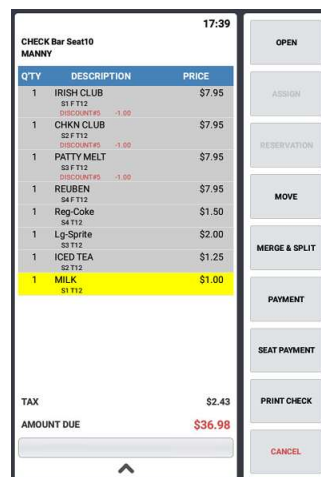 17:39
CHECK Bar Seat10
MANNY
Q'TY DESCRIPTION PRICE
1 IRISH CLUB $7.95
S1 F T12
DISCOUNT#5 -1.00
1 CHKN CLUB $7.95
S2 F T12
DISCOUNT#5 -1.00
1 PATTY MELT $7.95
S3 F T12
DISCOUNT#5 -1.00
1 REUBEN $7.95
S4 F T12
1 Reg-Coke $1.50
S4 T12
1 Lg-Sprite $2.00
S3 T12
1 ICED TEA $1.25
S2 T12
1 MILK $1.00
S1 T12
TAX $2.43
AMOUNT DUE $36.98
OPEN
ASSIGN
RESERVATION
MOVE
MERGE & SPLIT
PAYMENT
SEAT PAYMENT
PRINT CHECK
CANCEL